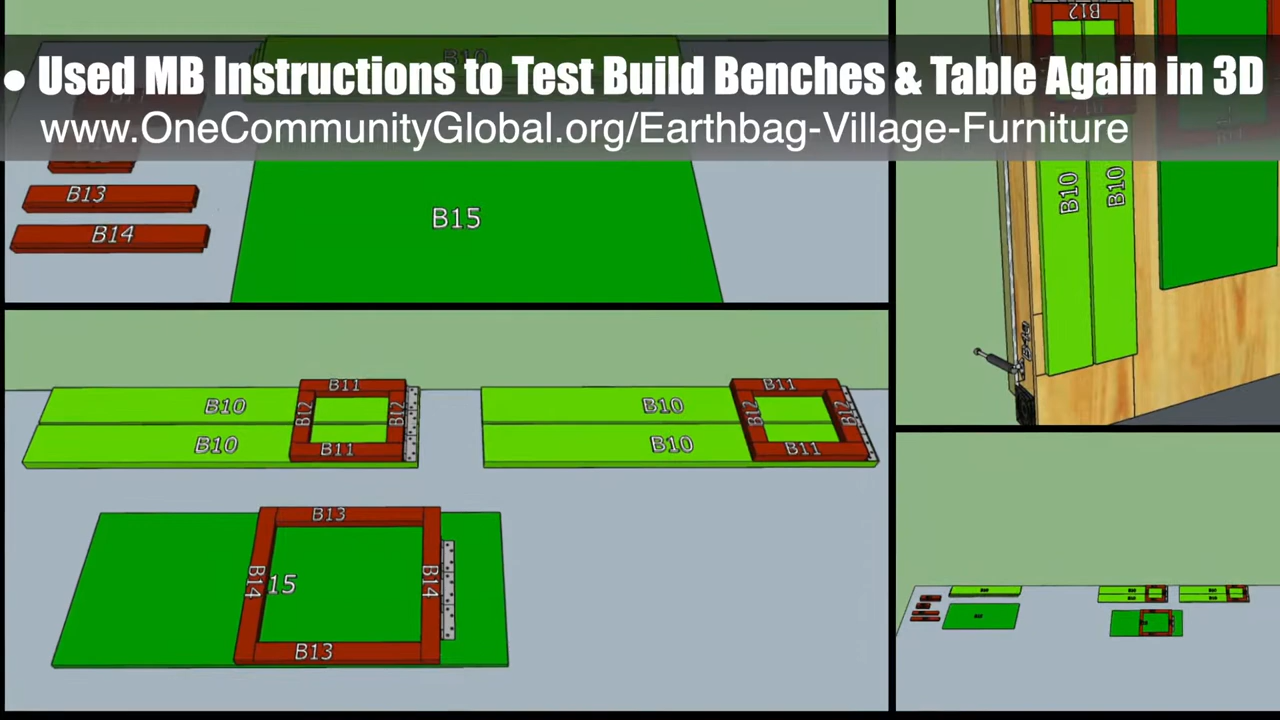 • Used MB Instructions to Test Build Benches & Table Again in 3D
www.OneCommunityGlobal.org/Earthbag-Village-Furniture
B10
B11
B13
B14
B15
B12
B10
B10
B11
B10
B12
B12
B10
B11
B11
B10
B12
B12
B10
B11
B13
B14
15
B14
B13